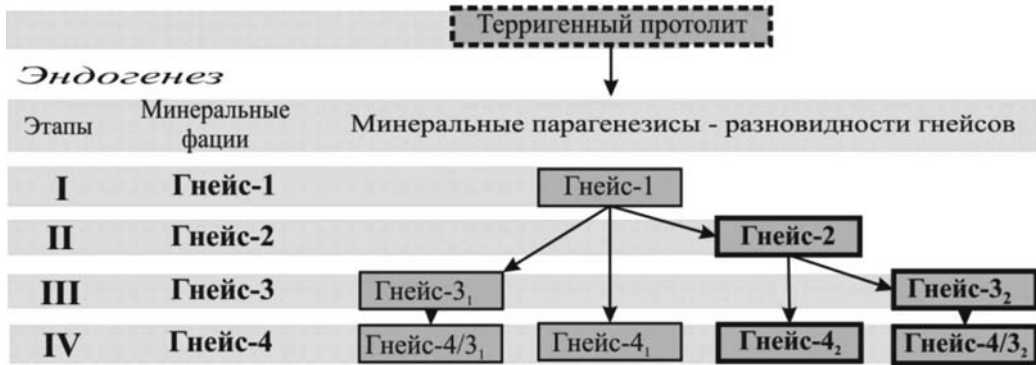 Терригенный протолит
Эндогенез
Этапы Минеральные фации Минеральные парагенезисы - разновидности гнейсов
I Гнейс-1 Гнейс-1
II Гнейс-2 Гнейс-2
III Гнейс-3 Гнейс-3₁ Гнейс-3₂
IV Гнейс-4 Гнейс-4/3₁ Гнейс-4₁ Гнейс-4₂ Гнейс-4/3₂